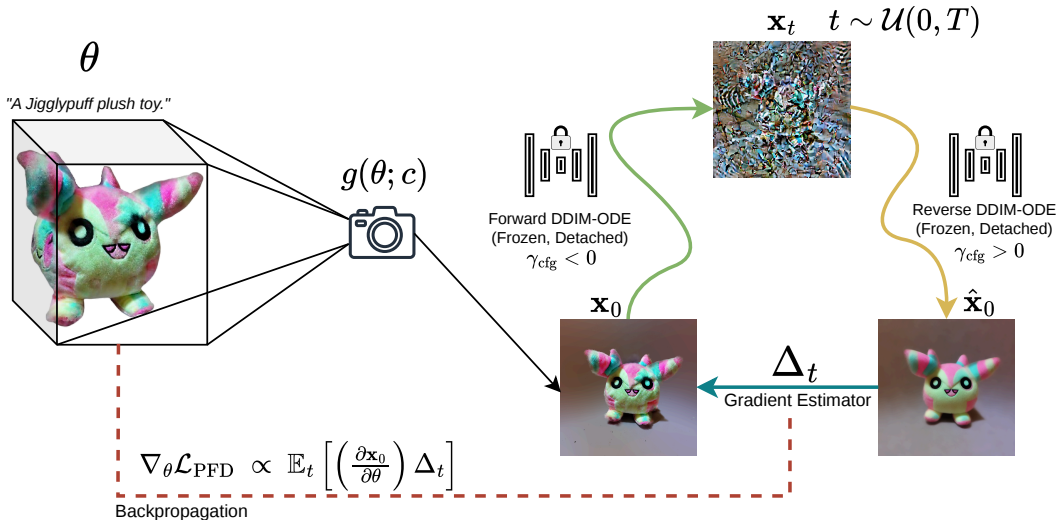 θ
"A Jigglypuff plush toy."
g(θ; c)
x_t t ∼ U(0, T)
Forward DDIM-ODE
(Frozen, Detached)
γ_cfg < 0
Reverse DDIM-ODE
(Frozen, Detached)
γ_cfg > 0
x_0
x̂_0
Δ_t
Gradient Estimator
∇_θ L_PFD ∝ 𝔼_t [ ( ∂x_0 / ∂θ ) Δ_t ]
Backpropagation